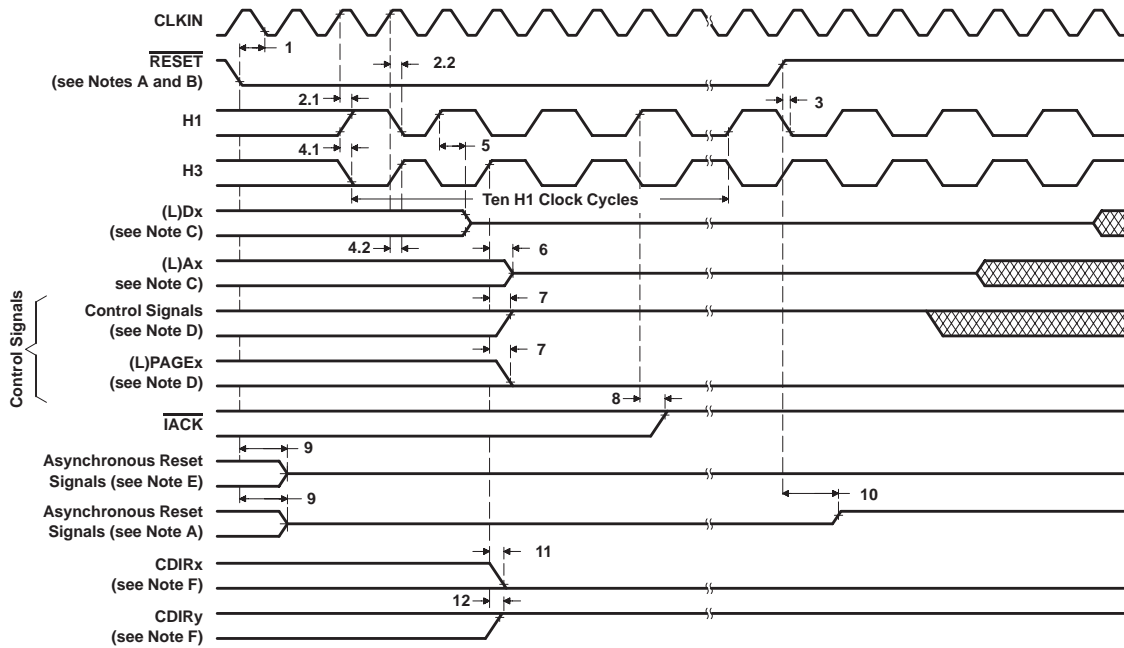 CLKIN
1
RESET
(see Notes A and B)
2.2
2.1
3
H1
4.1
5
H3
Ten H1 Clock Cycles
(L)Dx
(see Note C)
4.2
6
(L)Ax
see Note C)
7
Control Signals
(see Note D)
Control Signals
7
(L)PAGEx
(see Note D)
8
IACK
9
Asynchronous Reset
Signals (see Note E)
9
10
Asynchronous Reset
Signals (see Note A)
11
CDIRx
(see Note F)
12
CDIRy
(see Note F)